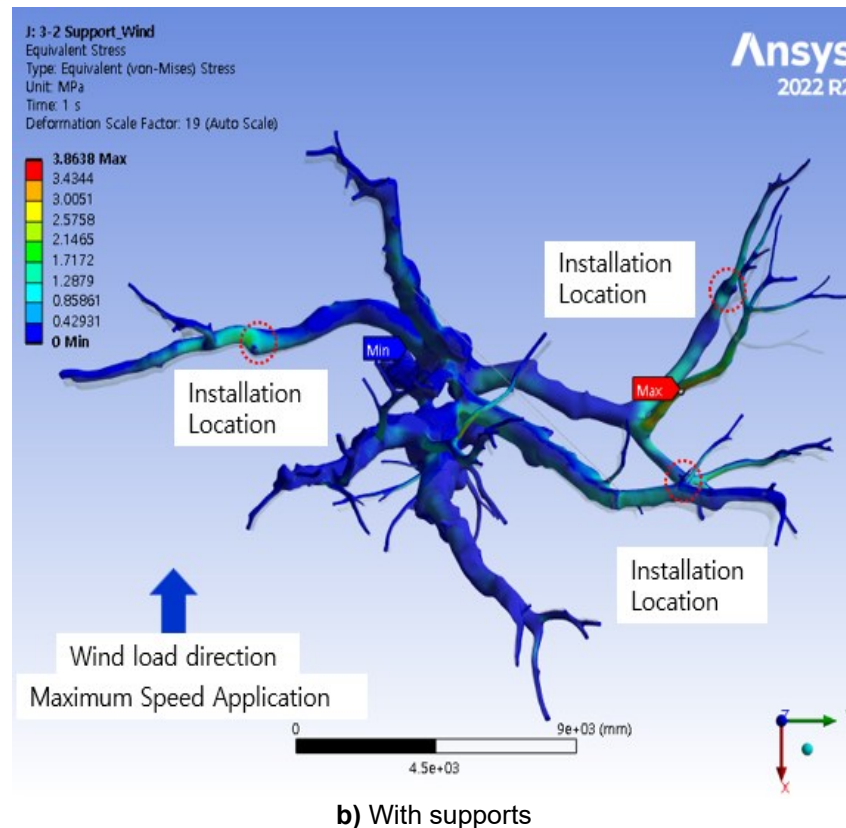 J: 3-2 Support_Wind
Equivalent Stress
Type: Equivalent (von-Mises) Stress
Unit: MPa
Time: 1 s
Deformation Scale Factor: 19 (Auto Scale)
Ansys
2022 R2
3.8638 Max
3.4344
3.0051
2.5758
2.1465
1.7172
1.2879
0.85861
0.42931
0 Min
Installation
Location
Min
Installation
Location
Max
Installation
Location
Wind load direction
Maximum Speed Application
0
9e+03 (mm)
4.5e+03
Z
X
b) With supports